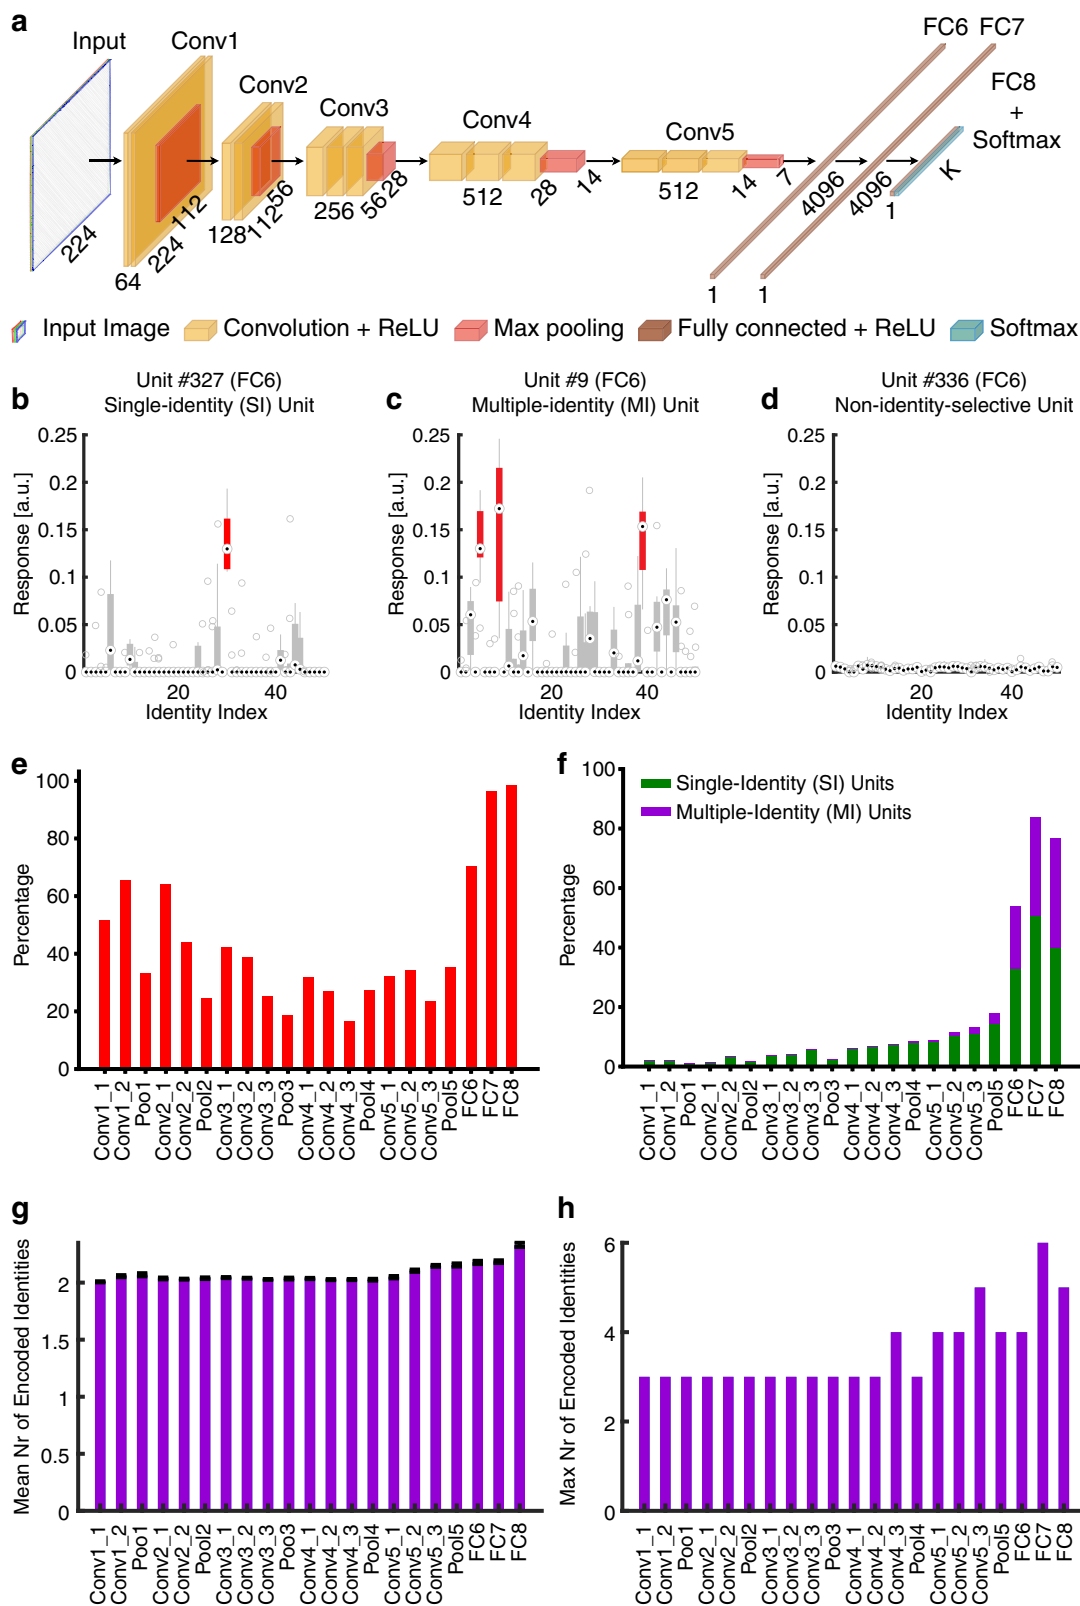 a
Input
Conv1
Conv2
Conv3
Conv4
Conv5
FC6 FC7
FC8
+
Softmax
224
64
224
112
128
112
56
256
56
28
512
28
14
512
14
7
4096
1
4096
1
1
K
Input Image Convolution + ReLU Max pooling Fully connected + ReLU Softmax
b
Unit #327 (FC6)
Single-identity (SI) Unit
Response [a.u.]
0.25
0.2
0.15
0.1
0.05
0
20 40
Identity Index
c
Unit #9 (FC6)
Multiple-identity (MI) Unit
Response [a.u.]
0.25
0.2
0.15
0.1
0.05
0
20 40
Identity Index
d
Unit #336 (FC6)
Non-identity-selective Unit
Response [a.u.]
0.25
0.2
0.15
0.1
0.05
0
20 40
Identity Index
e
Percentage
100
80
60
40
20
0
Conv1_1
Conv1_2
Poo1
Conv2_1
Conv2_2
Pool2
Conv3_1
Conv3_2
Conv3_3
Poo3
Conv4_1
Conv4_2
Conv4_3
Pool4
Conv5_1
Conv5_2
Conv5_3
Pool5
FC6
FC7
FC8
f
Single-Identity (SI) Units
Multiple-Identity (MI) Units
Percentage
100
80
60
40
20
0
Conv1_1
Conv1_2
Poo1
Conv2_1
Conv2_2
Pool2
Conv3_1
Conv3_2
Conv3_3
Poo3
Conv4_1
Conv4_2
Conv4_3
Pool4
Conv5_1
Conv5_2
Conv5_3
Pool5
FC6
FC7
FC8
g
Mean Nr of Encoded Identities
2
1.5
1
0.5
0
Conv1_1
Conv1_2
Poo1
Conv2_1
Conv2_2
Pool2
Conv3_1
Conv3_2
Conv3_3
Poo3
Conv4_1
Conv4_2
Conv4_3
Pool4
Conv5_1
Conv5_2
Conv5_3
Pool5
FC6
FC7
FC8
h
Max Nr of Encoded Identities
6
4
2
0
Conv1_1
Conv1_2
Poo1
Conv2_1
Conv2_2
Pool2
Conv3_1
Conv3_2
Conv3_3
Poo3
Conv4_1
Conv4_2
Conv4_3
Pool4
Conv5_1
Conv5_2
Conv5_3
Pool5
FC6
FC7
FC8